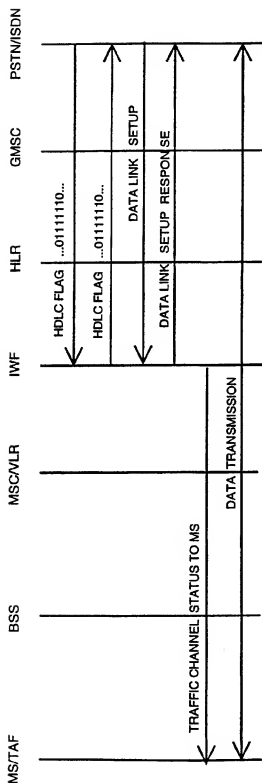 MS/TAF
BSS
MSC/VLR
IWF
HLR
GMSC
PSTN/ISDN
HDLC FLAG ...01111110...
HDLC FLAG ...01111110...
DATA LINK SETUP
DATA LINK SETUP RESPONSE
TRAFFIC CHANNEL STATUS TO MS
DATA TRANSMISSION